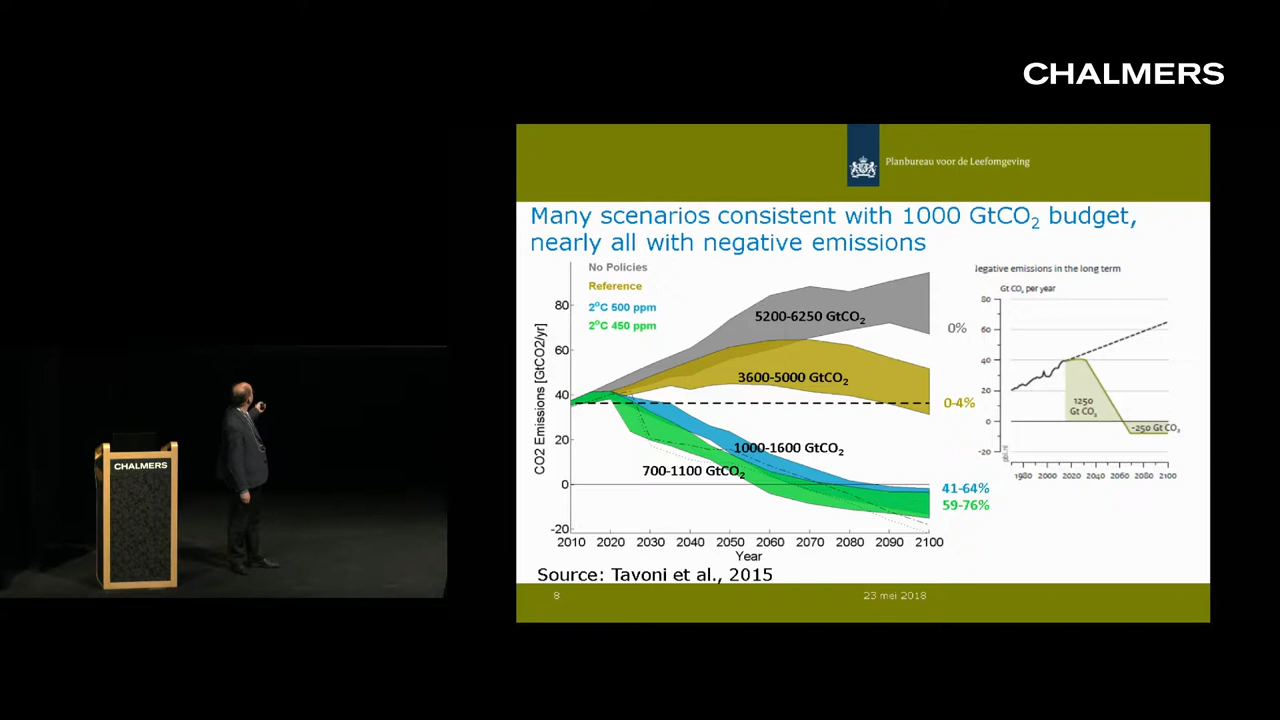 CHALMERS
Planbureau voor de Leefomgeving
Many scenarios consistent with 1000 GtCO2 budget,
nearly all with negative emissions
No Policies
Reference
2°C 500 ppm
2°C 450 ppm
CO2 Emissions [GtCO2/yr]
80
60
40
20
0
-20
5200-6250 GtCO2
3600-5000 GtCO2
1000-1600 GtCO2
700-1100 GtCO2
0%
0-4%
41-64%
59-76%
2010 2020 2030 2040 2050 2060 2070 2080 2090 2100
Year
egative emissions in the long term
Gt CO2 per year
80
60
40
20
0
-20
1250
Gt CO2
-250 Gt CO2
1980 2000 2020 2040 2060 2080 2100
Source: Tavoni et al., 2015
8
23 mei 2018
CHALMERS